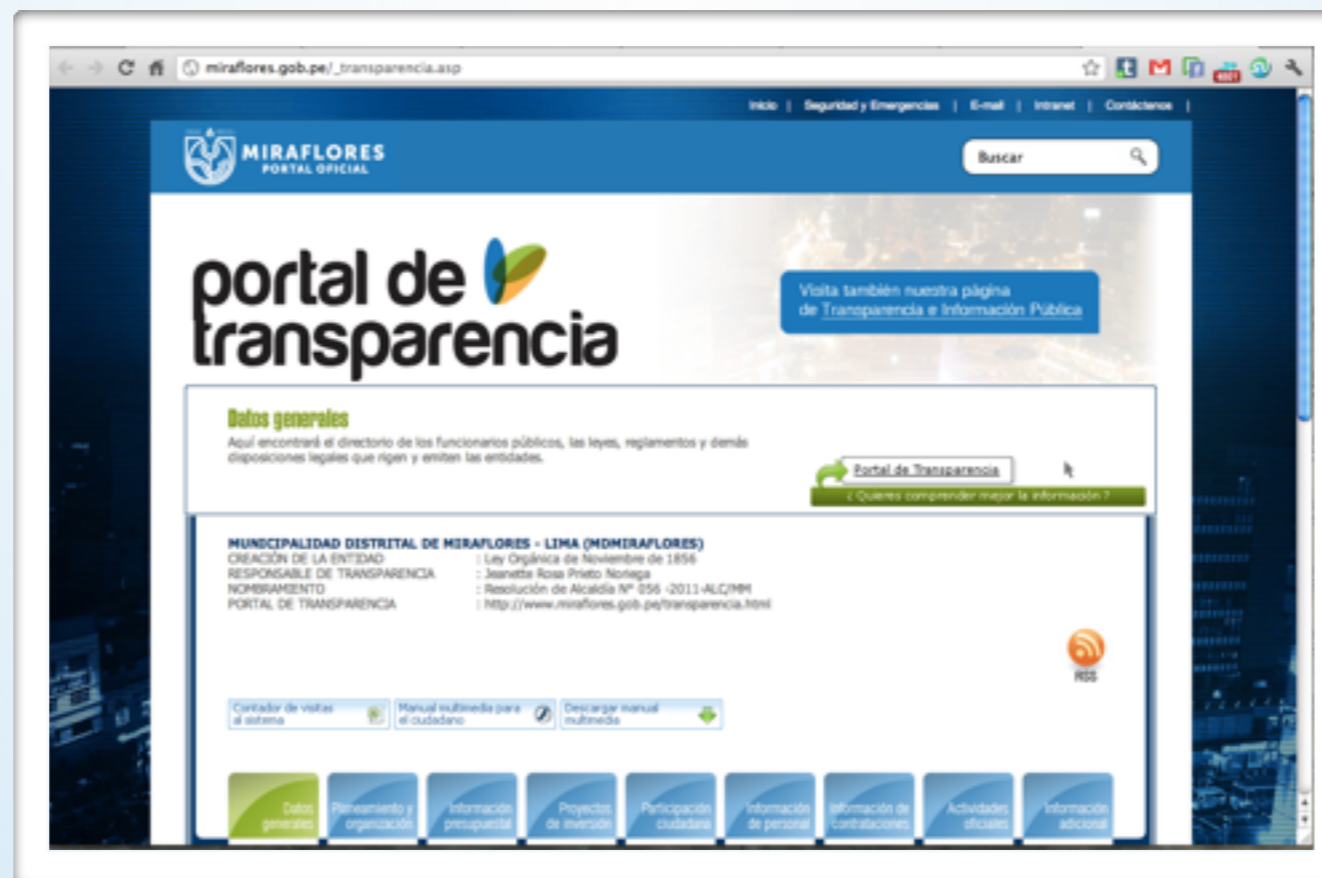 miraflores.gob.pe/_transparencia.asp
4001
Inicio | Seguridad y Emergencias | E-mail | Intranet | Contáctenos |
MIRAFLORES
PORTAL OFICIAL
Buscar
portal de
transparencia
Visita también nuestra página
de Transparencia e Información Pública
Datos generales
Aquí encontrará el directorio de los funcionarios públicos, las leyes, reglamentos y demás
disposiciones legales que rigen y emiten las entidades.
Portal de Transparencia
¿ Quieres comprender mejor la información ?
MUNICIPALIDAD DISTRITAL DE MIRAFLORES - LIMA (MDMIRAFLORES)
CREACIÓN DE LA ENTIDAD : Ley Orgánica de Noviembre de 1856
RESPONSABLE DE TRANSPARENCIA : Jeanette Rosa Prieto Noriega
NOMBRAMIENTO : Resolución de Alcaldía Nº 056 -2011-ALC/MM
PORTAL DE TRANSPARENCIA : http://www.miraflores.gob.pe/transparencia.html
RSS
Contador de visitas
al sistema
Manual multimedia para
el ciudadano
Descargar manual
multimedia
Datos
generales
Planeamiento y
organización
Información
presupuestal
Proyectos
de inversión
Participación
ciudadana
Información
de personal
Información de
contrataciones
Actividades
oficiales
Información
adicional